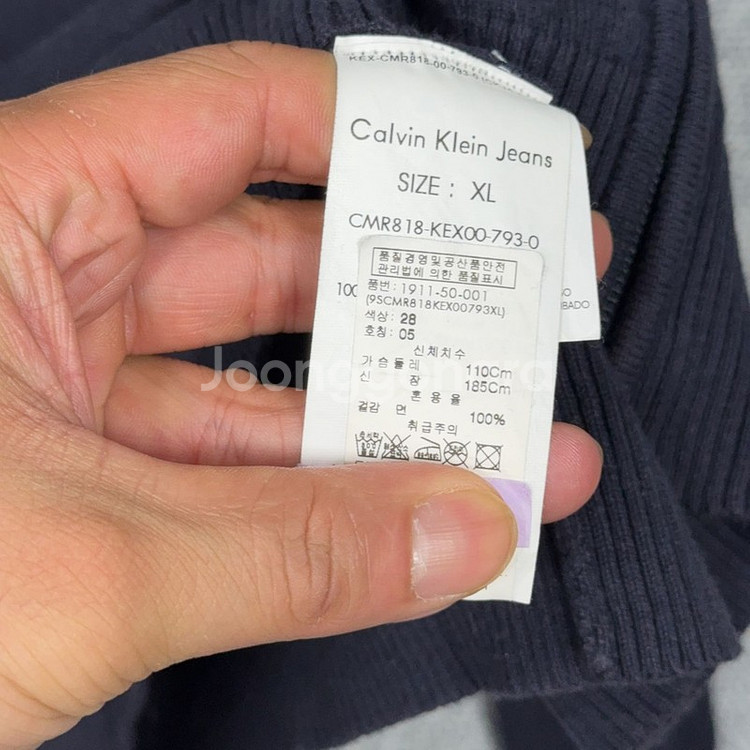 KEX-CMR818-00-793-0
Calvin Klein Jeans
SIZE : XL
CMR818-KEX00-793-0
품질경영및공산품안전
관리법에 의한 품질표시
품번: 1911-50-001
(9SCMR818KEX00793XL)
색상: 28
호칭: 05
신체치수
가슴둘레 110Cm
신 장 185Cm
혼용율
겉감 면 100%
취급주의